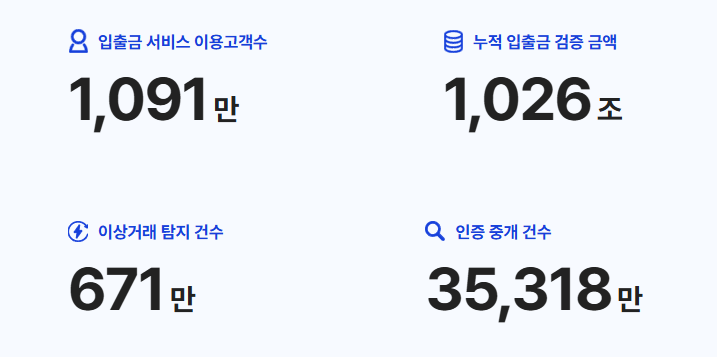 입출금 서비스 이용고객수
1,091만
누적 입출금 검증 금액
1,026조
이상거래 탐지 건수
671만
인증 중개 건수
35,318만